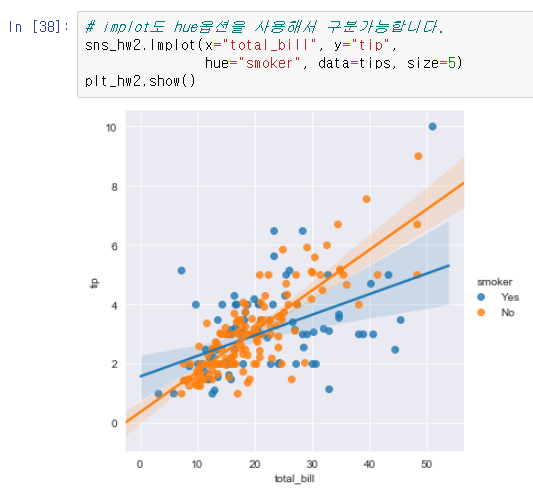 In [38]:
# implot도 hue옵션을 사용해서 구분가능합니다.
sns_hw2.lmplot(x="total_bill", y="tip",
hue="smoker", data=tips, size=5)
plt_hw2.show()
10
8
6
4
2
0
tip
0 10 20 30 40 50
total_bill
smoker
Yes
No